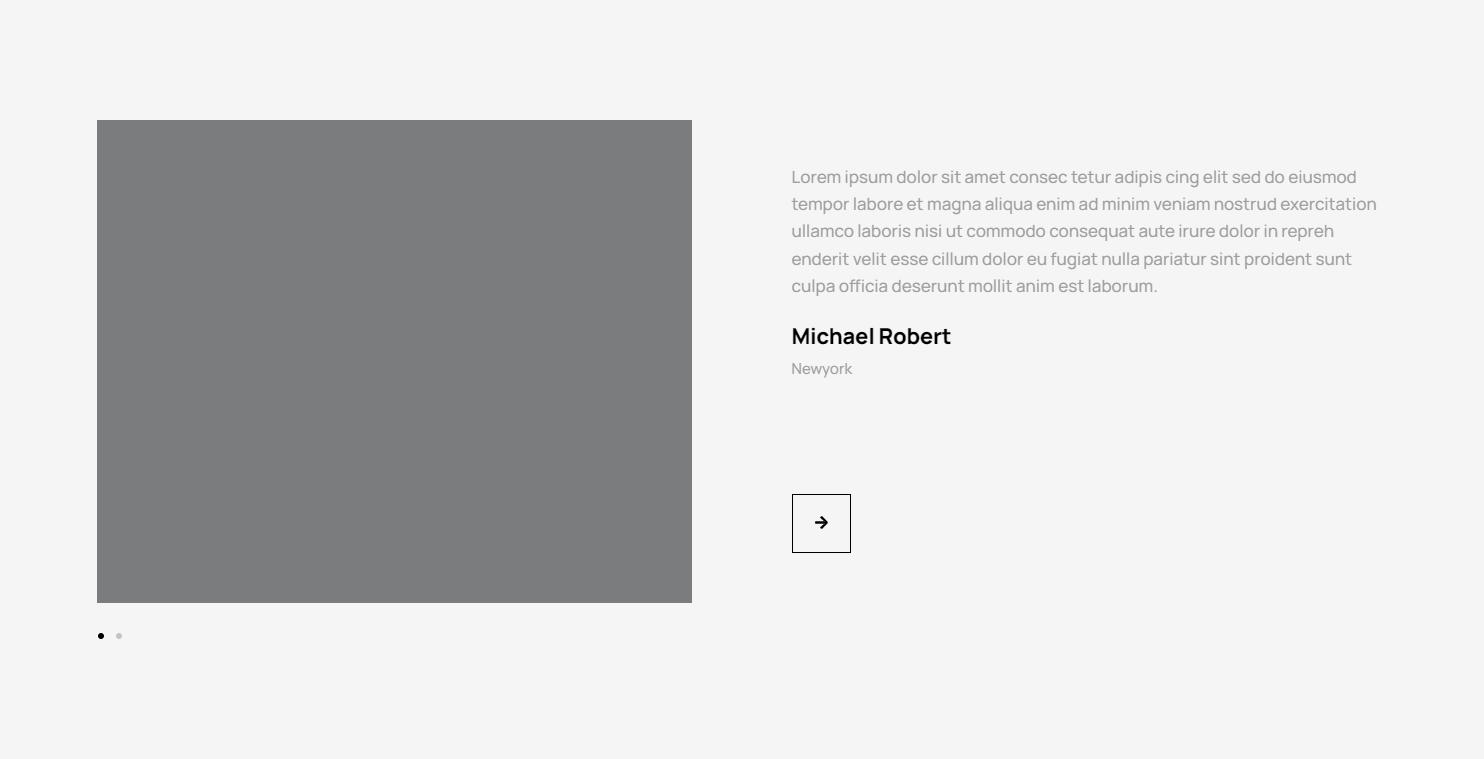 Lorem ipsum dolor sit amet consec tetur adipis cing elit sed do eiusmod
tempor labore et magna aliqua enim ad minim veniam nostrud exercitation
ullamco laboris nisi ut commodo consequat aute irure dolor in repreh
enderit velit esse cillum dolor eu fugiat nulla pariatur sint proident sunt
culpa officia deserunt mollit anim est laborum.
Michael Robert
Newyork